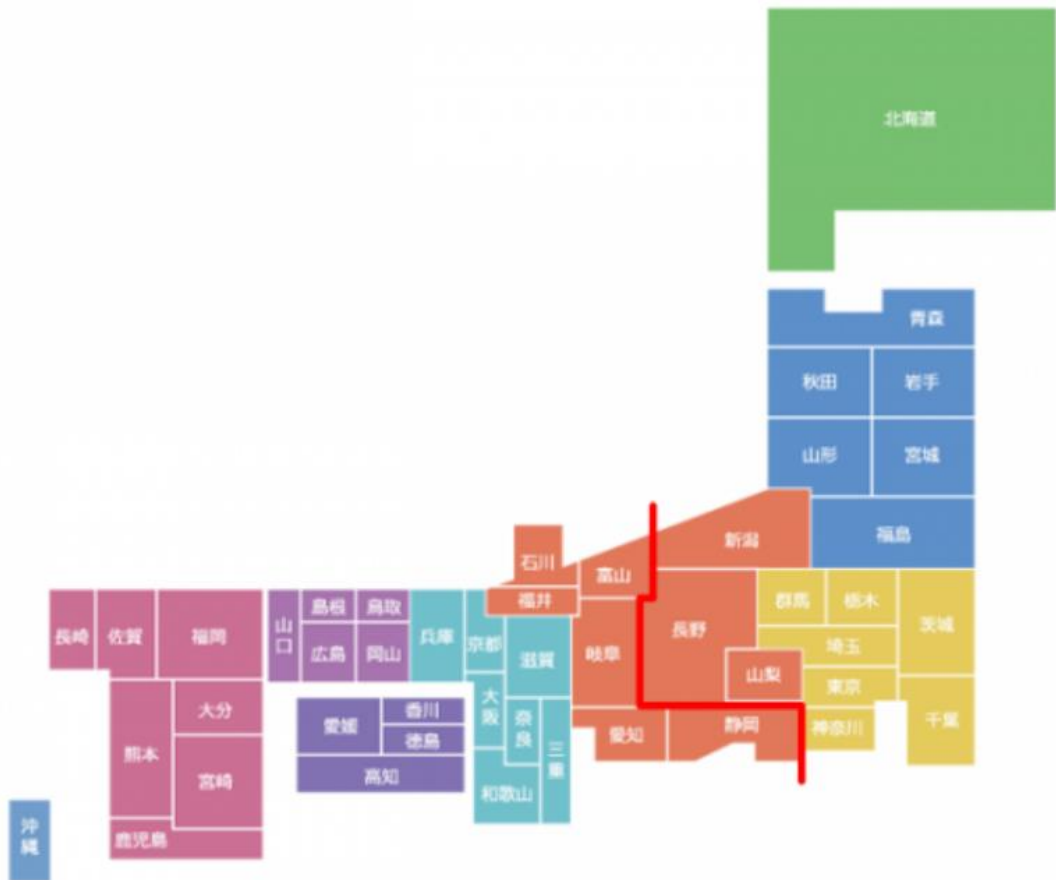 北海道
青森
秋田
岩手
山形
宮城
新潟
福島
石川
富山
福井
群馬
栃木
茨城
長野
埼玉
岐阜
山梨
東京
千葉
神奈川
静岡
愛知
長崎
佐賀
福岡
山口
島根
鳥取
広島
岡山
兵庫
京都
滋賀
大阪
奈良
三重
和歌山
愛媛
香川
徳島
高知
大分
熊本
宮崎
鹿児島
沖縄